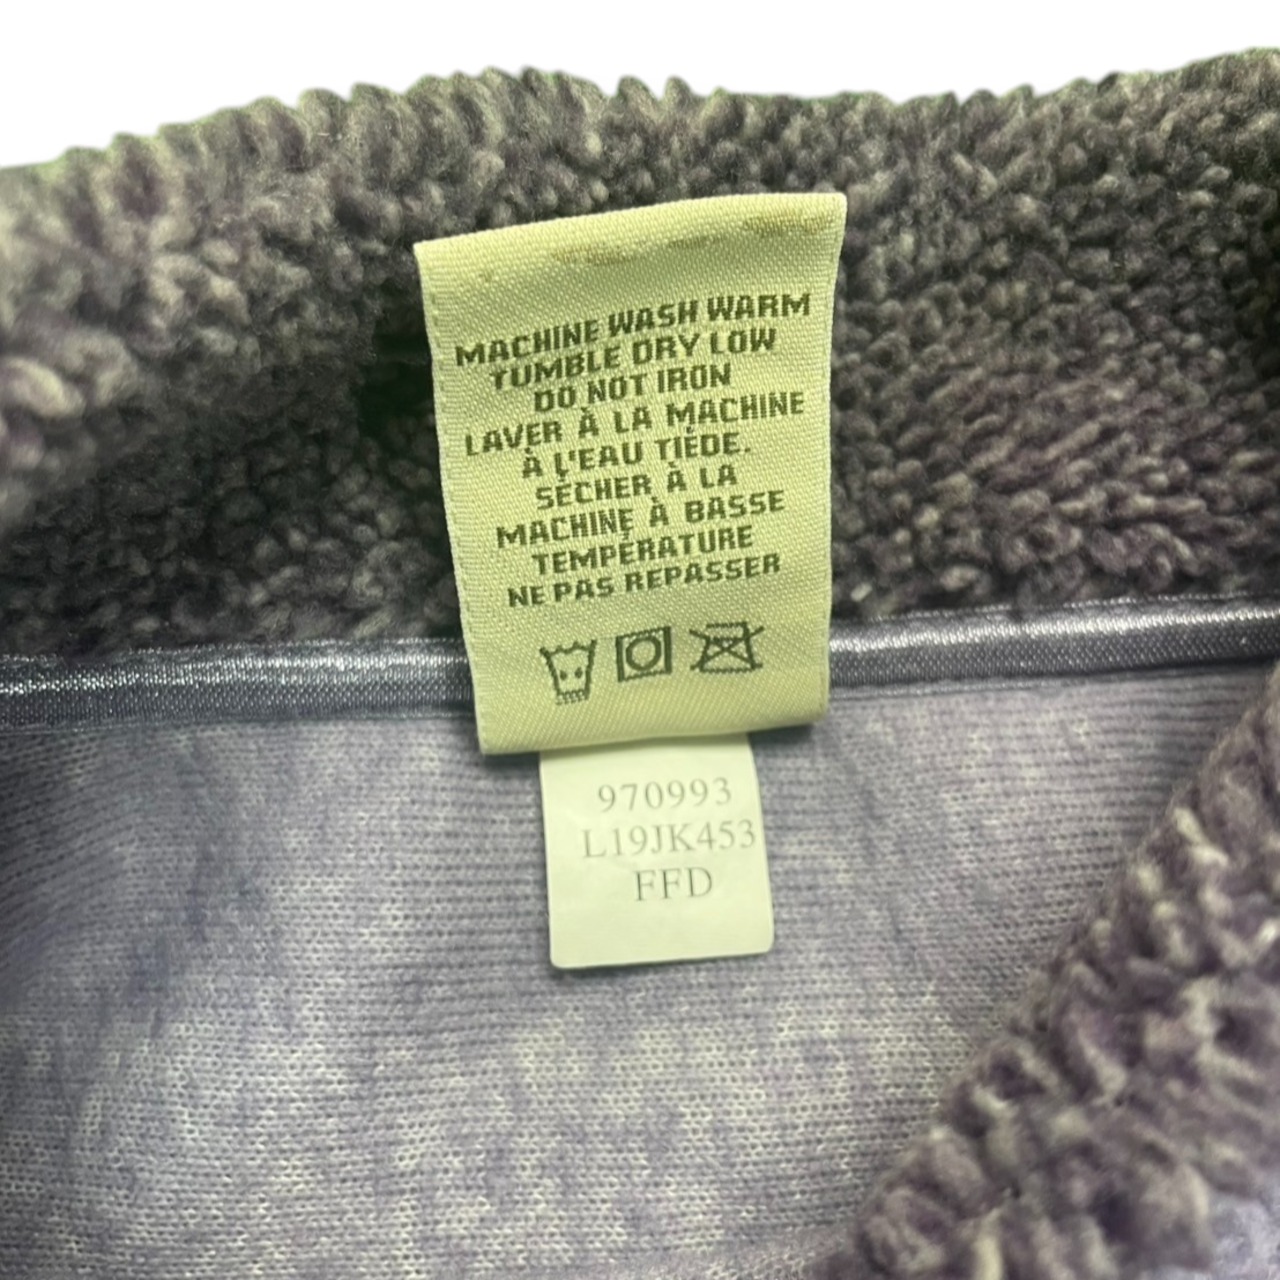 MACHINE WASH WARM
TUMBLE DRY LOW
DO NOT IRON
LAVER À LA MACHINE
À L'EAU TIÉDE.
SÉCHER À LA
MACHINE À BASSE
TEMPÉRATURE
NE PAS REPASSER
970993
L19JK453
FFD